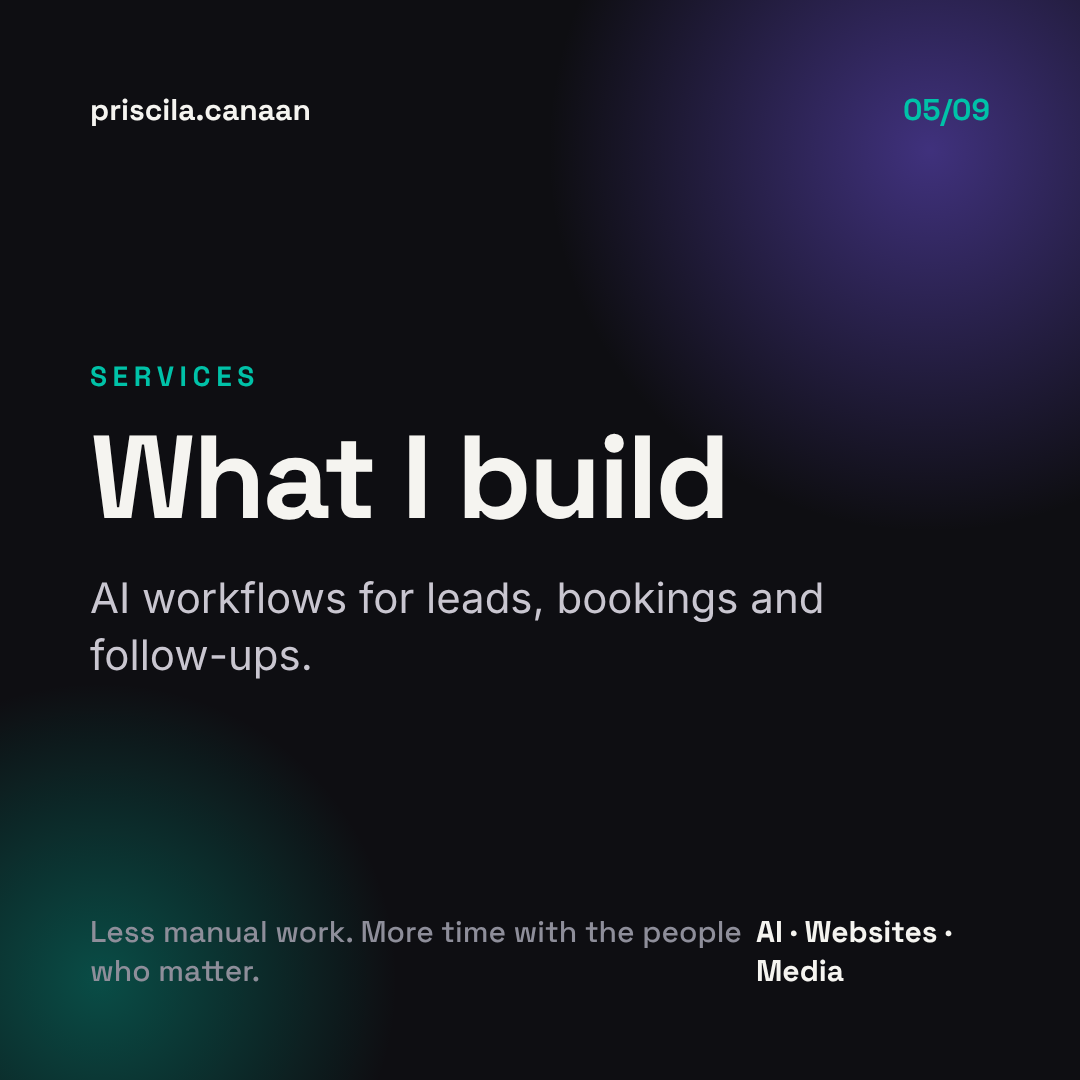 priscila.canaan
05/09
SERVICES
What I build
AI workflows for leads, bookings and
follow-ups.
Less manual work. More time with the people
who matter.
AI · Websites ·
Media